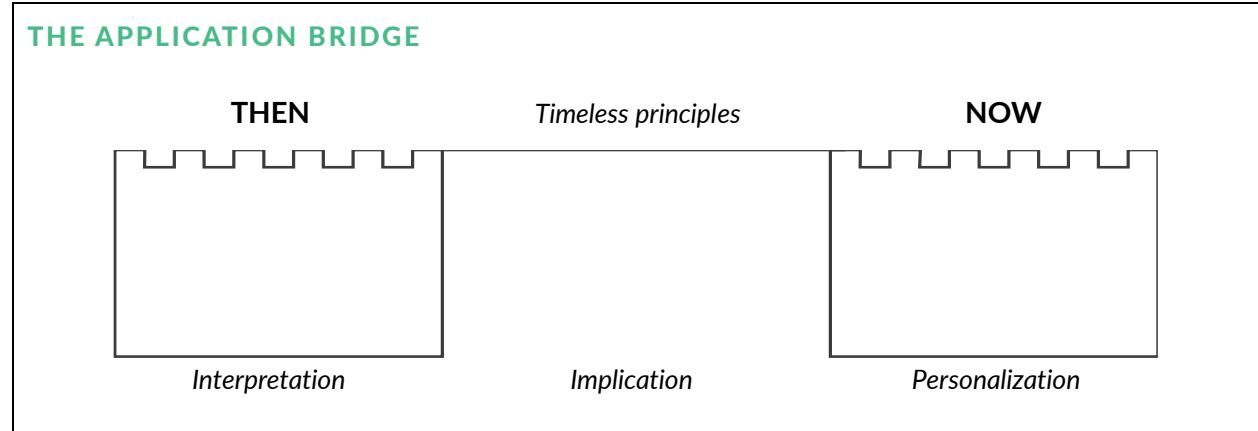 THE APPLICATION BRIDGE
THEN Timeless principles NOW
Interpretation Implication Personalization